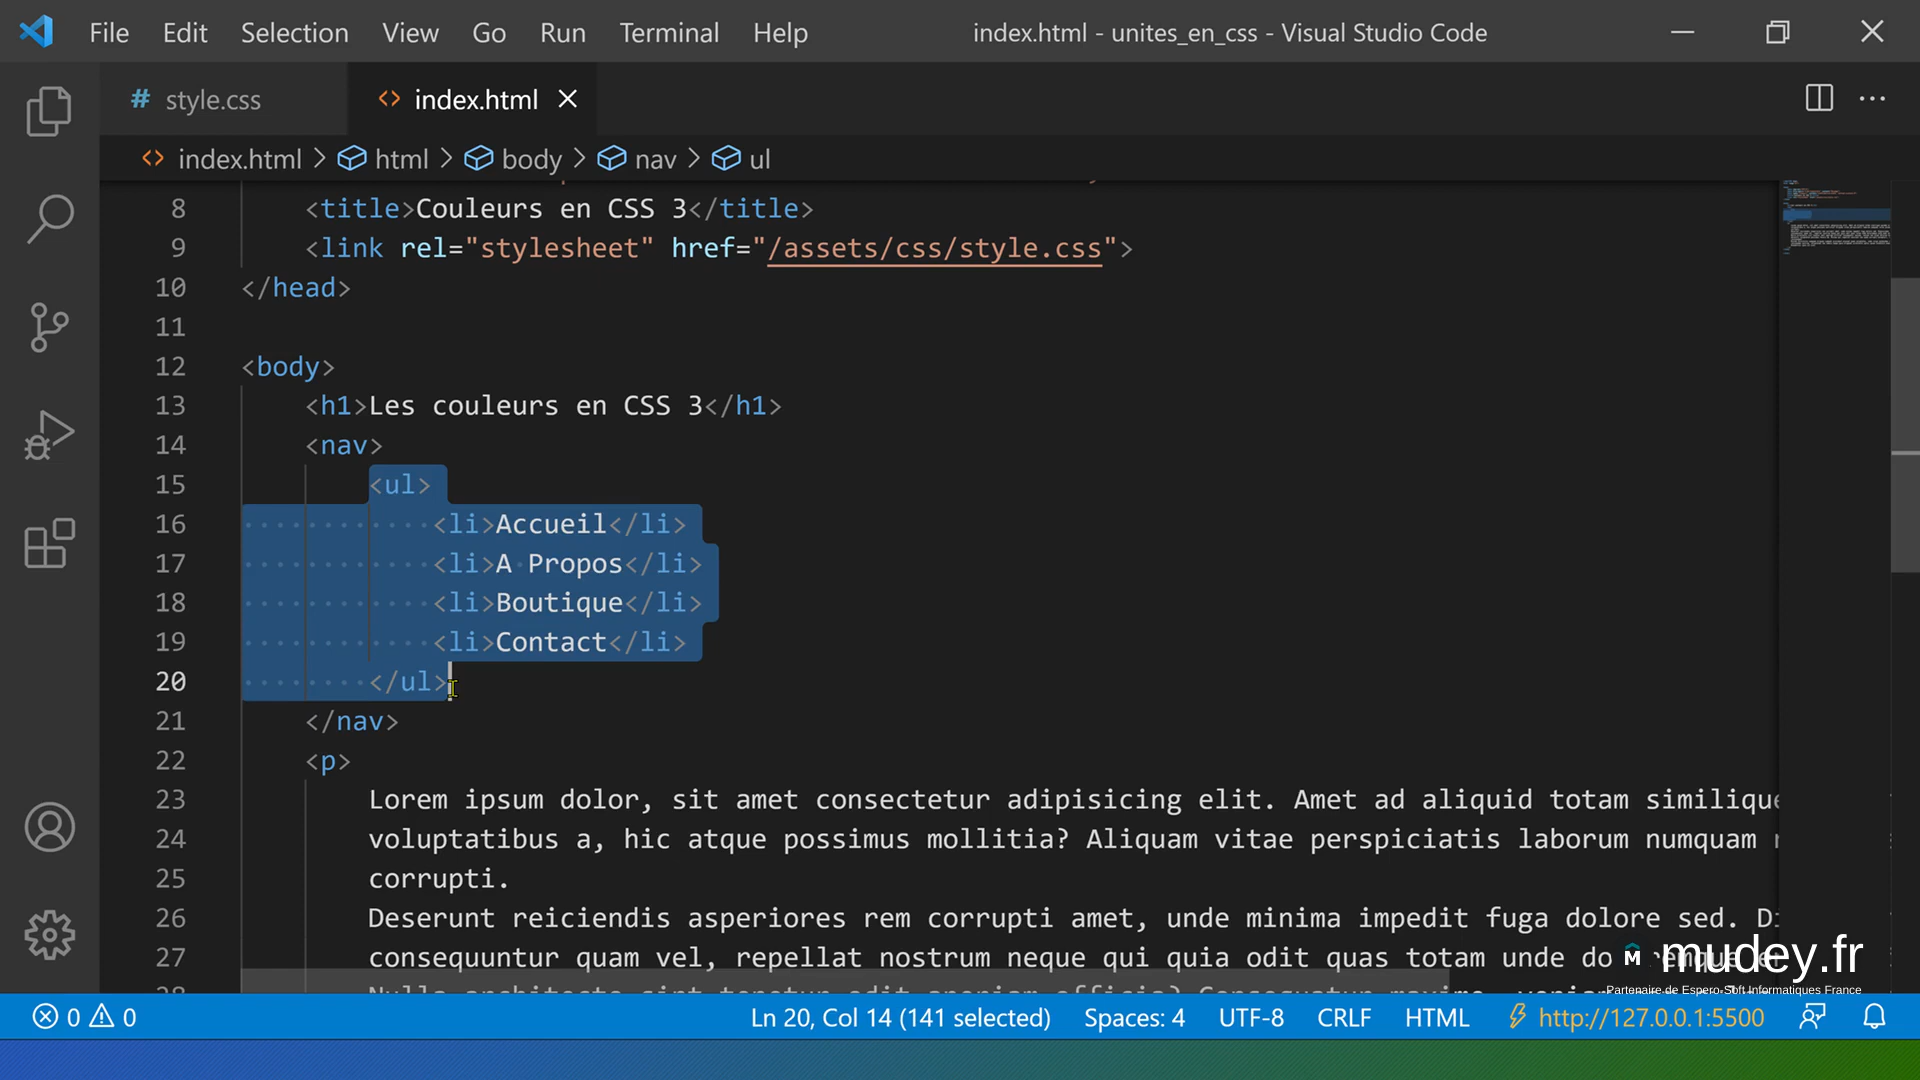 File Edit Selection View Go Run Terminal Help index.html - unites_en_css - Visual Studio Code
# style.css <> index.html
<> index.html > html > body > nav > ul
8 <title>Couleurs en CSS 3</title>
9 <link rel="stylesheet" href="/assets/css/style.css">
10 </head>
11
12 <body>
13 <h1>Les couleurs en CSS 3</h1>
14 <nav>
15 <ul>
16 <li>Accueil</li>
17 <li>A Propos</li>
18 <li>Boutique</li>
19 <li>Contact</li>
20 </ul>
21 </nav>
22 <p>
23 Lorem ipsum dolor, sit amet consectetur adipisicing elit. Amet ad aliquid totam similique
24 voluptatibus a, hic atque possimus mollitia? Aliquam vitae perspiciatis laborum numquam
25 corrupti.
26 Deserunt reiciendis asperiores rem corrupti amet, unde minima impedit fuga dolore sed.
27 consequuntur quam vel, repellat nostrum neque qui quia odit quas totam unde
mudey.fr
Partenaire de Espero-Soft Informatiques France
0 0 Ln 20, Col 14 (141 selected) Spaces: 4 UTF-8 CRLF HTML http://127.0.0.1:5500